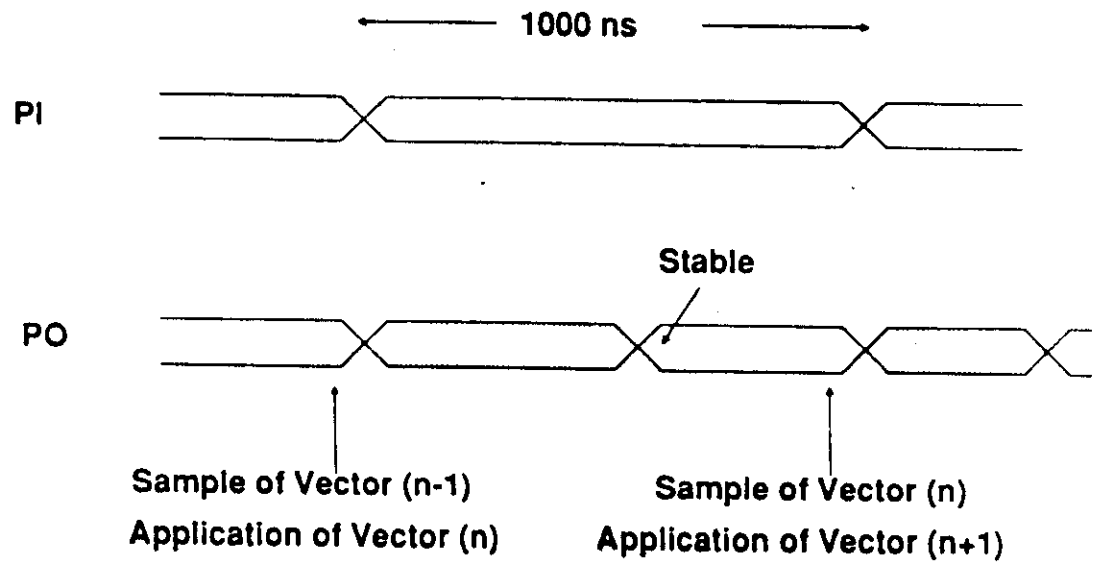 1000 ns
PI
Stable
PO
Sample of Vector (n-1)
Application of Vector (n)
Sample of Vector (n)
Application of Vector (n+1)